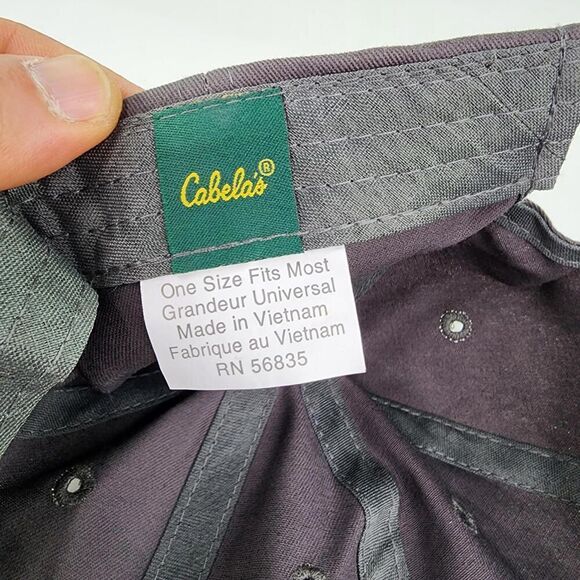 Cabela's®
One Size Fits Most
Grandeur Universal
Made in Vietnam
Fabrique au Vietnam
RN 56835